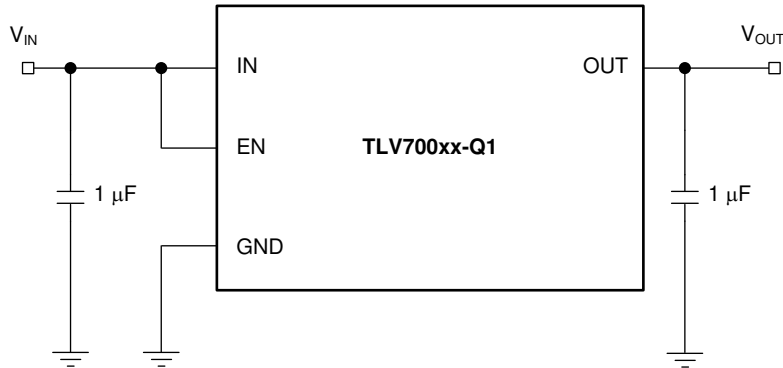 V_IN
V_OUT
IN
OUT
EN
TLV700xx-Q1
1 μF
1 μF
GND